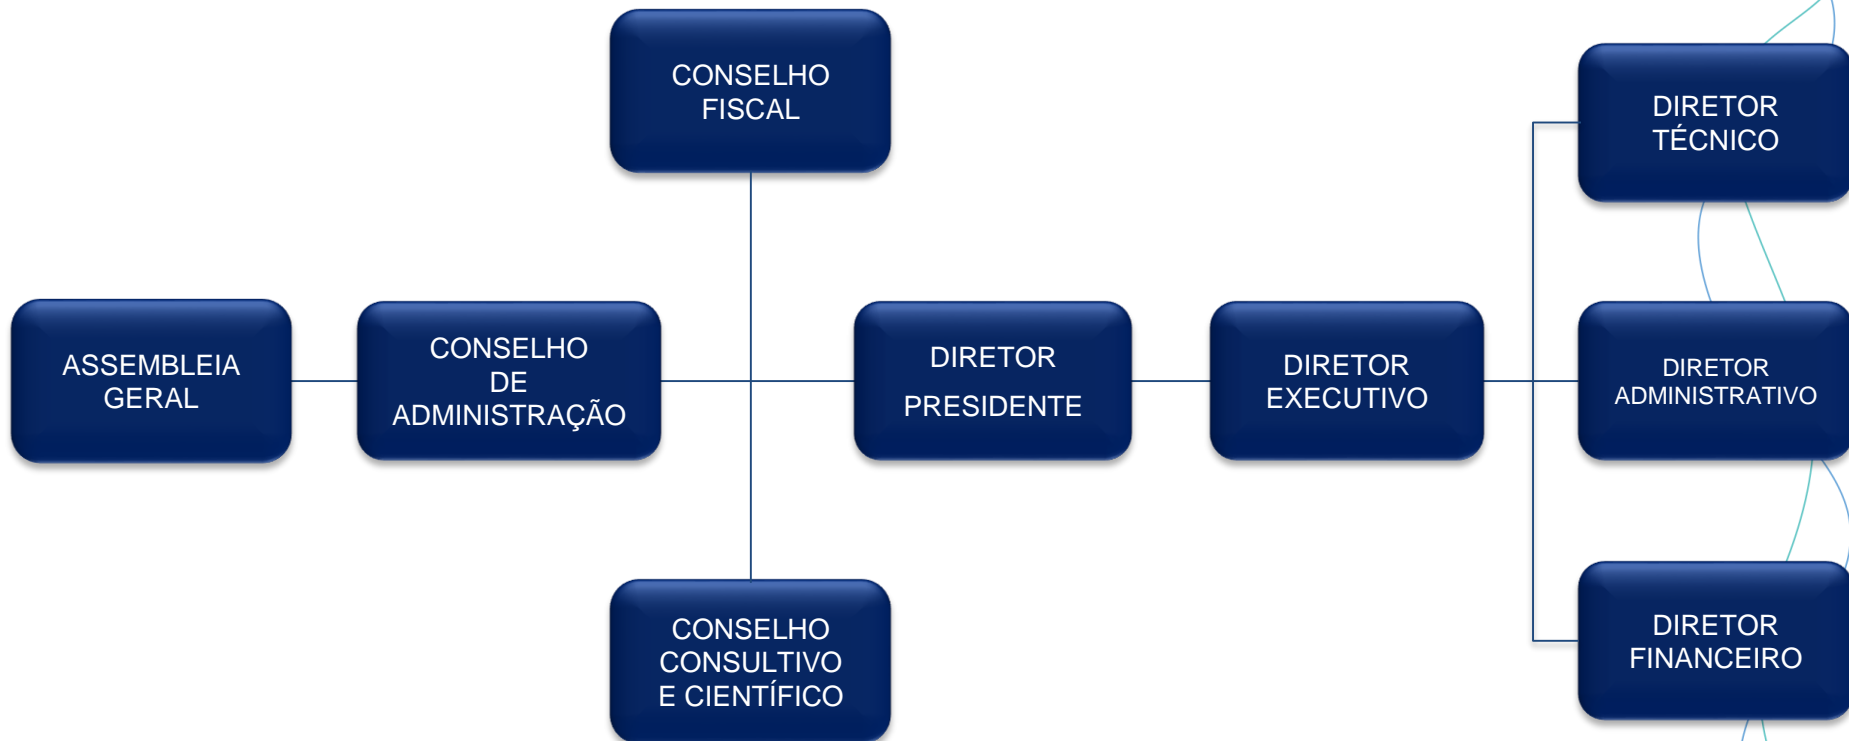 CONSELHO
FISCAL
DIRETOR
TÉCNICO
ASSEMBLEIA
GERAL
CONSELHO
DE
ADMINISTRAÇÃO
DIRETOR
PRESIDENTE
DIRETOR
EXECUTIVO
DIRETOR
ADMINISTRATIVO
CONSELHO
CONSULTIVO
E CIENTÍFICO
DIRETOR
FINANCEIRO